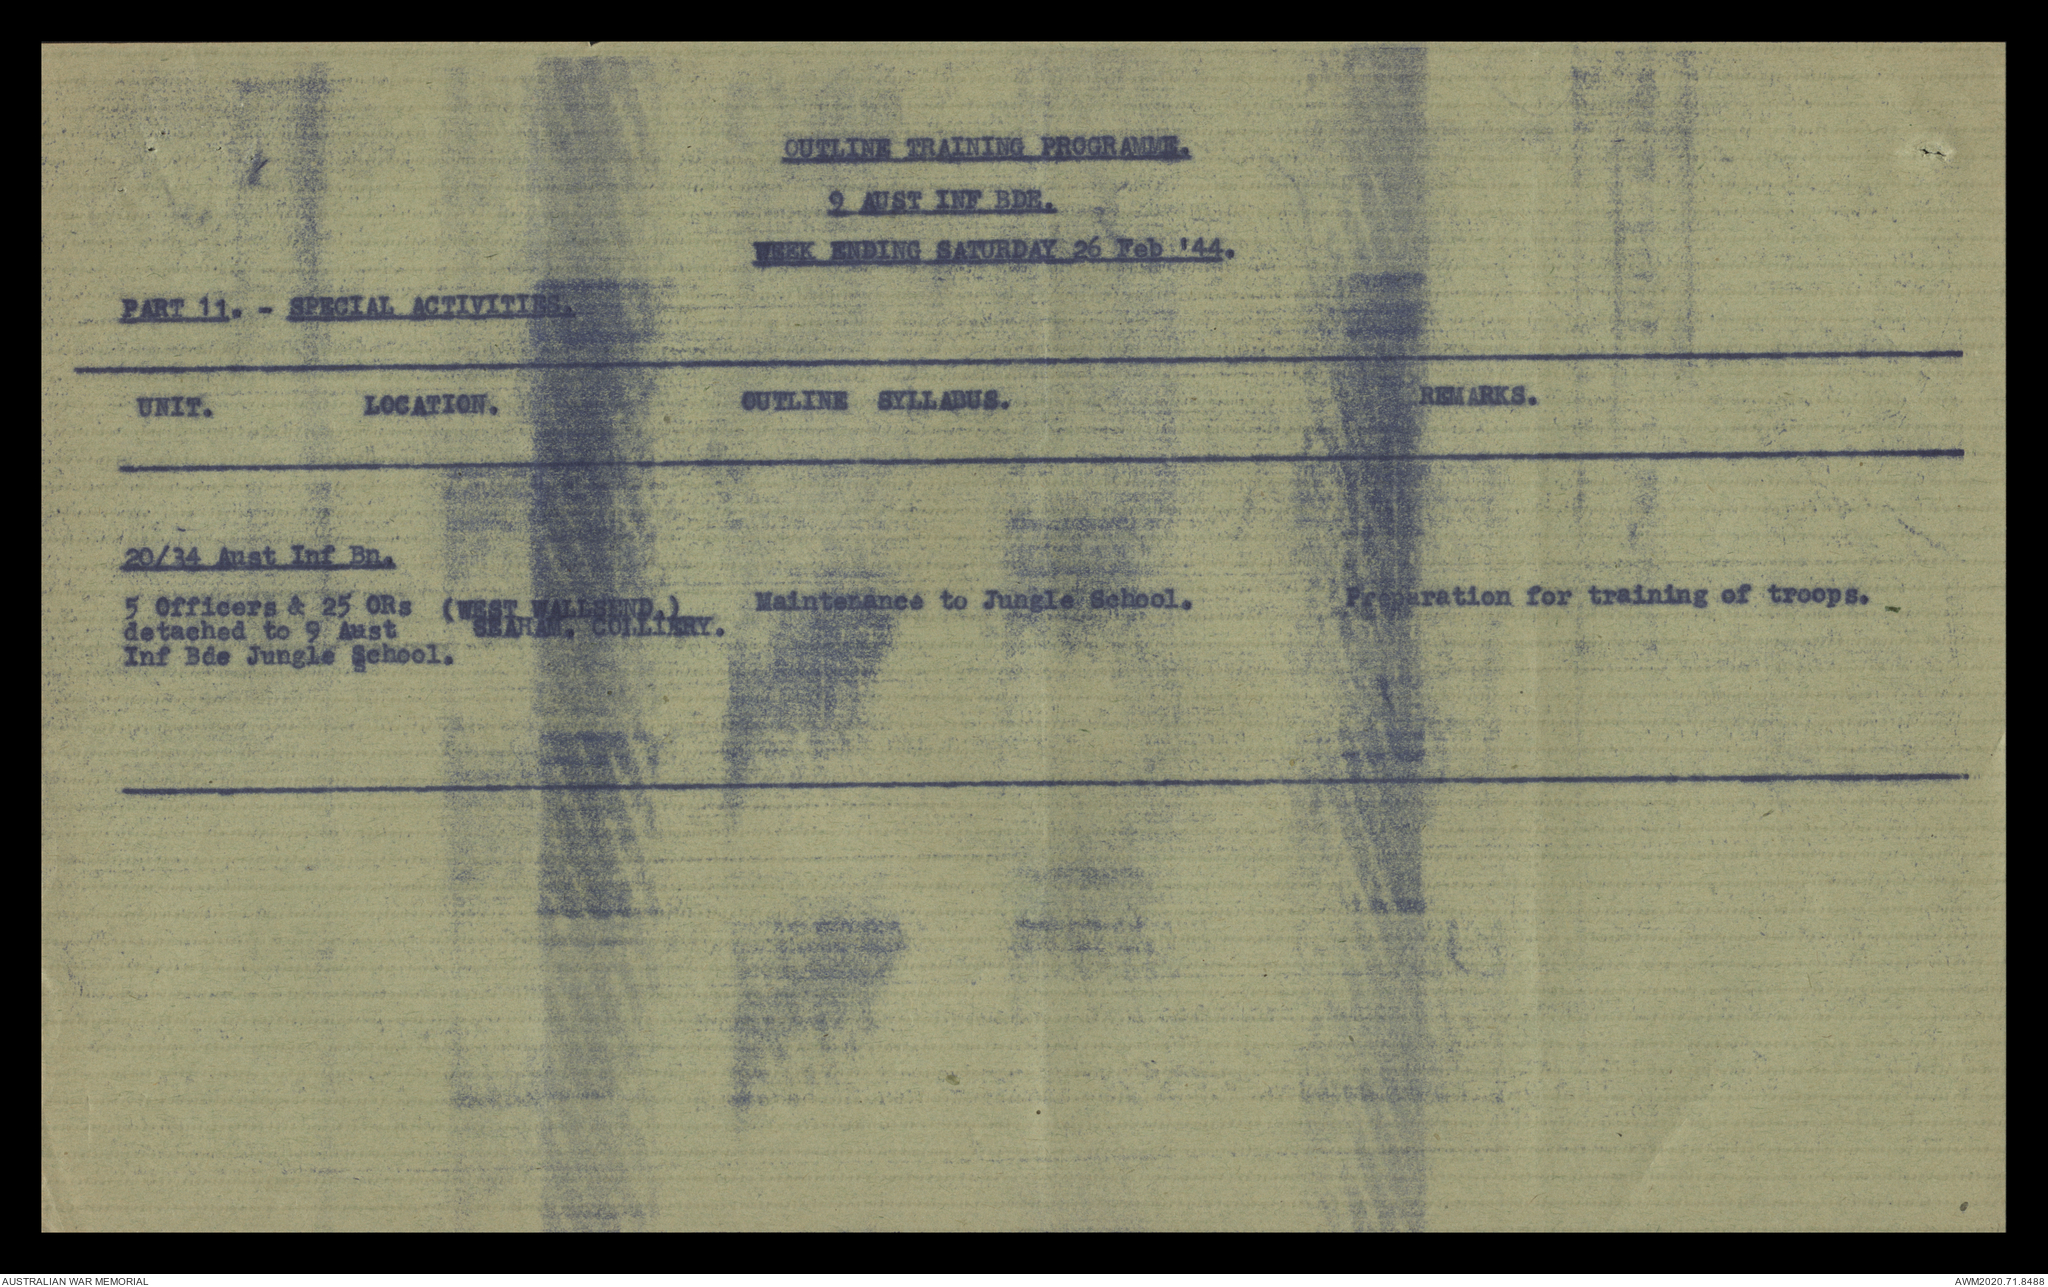 OUTLINE TRAINING PROGRAMME.
9 AUST INF BDE.
WEEK ENDING SATURDAY 26 Feb '44.
PART 11. - SPECIAL ACTIVITIES.
UNIT. LOCATION. OUTLINE SYLLABUS. REMARKS.
20/34 Aust Inf Bn.
5 Officers & 25 ORs (WEST WALLSEND.) Maintenance to Jungle School. Preparation for training of troops.
detached to 9 Aust SEAHAM. COLLIERY.
Inf Bde Jungle School.
AUSTRALIAN WAR MEMORIAL AWM2020.71.8488